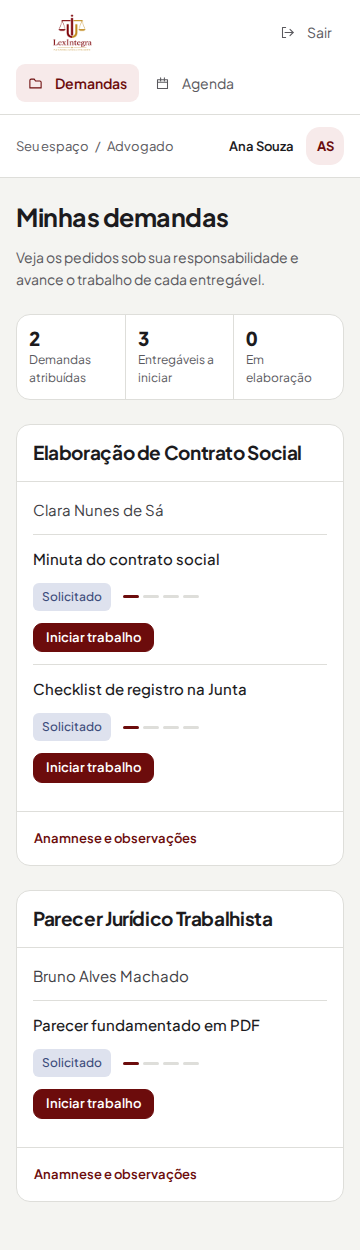 LexIntegra
Sair
Demandas
Agenda
Seu espaço / Advogado
Ana Souza
AS
Minhas demandas
Veja os pedidos sob sua responsabilidade e
avance o trabalho de cada entregável.
2
Demandas
atribuídas
3
Entregáveis a
iniciar
0
Em
elaboração
Elaboração de Contrato Social
Clara Nunes de Sá
Minuta do contrato social
Solicitado
Iniciar trabalho
Checklist de registro na Junta
Solicitado
Iniciar trabalho
Anamnese e observações
Parecer Jurídico Trabalhista
Bruno Alves Machado
Parecer fundamentado em PDF
Solicitado
Iniciar trabalho
Anamnese e observações